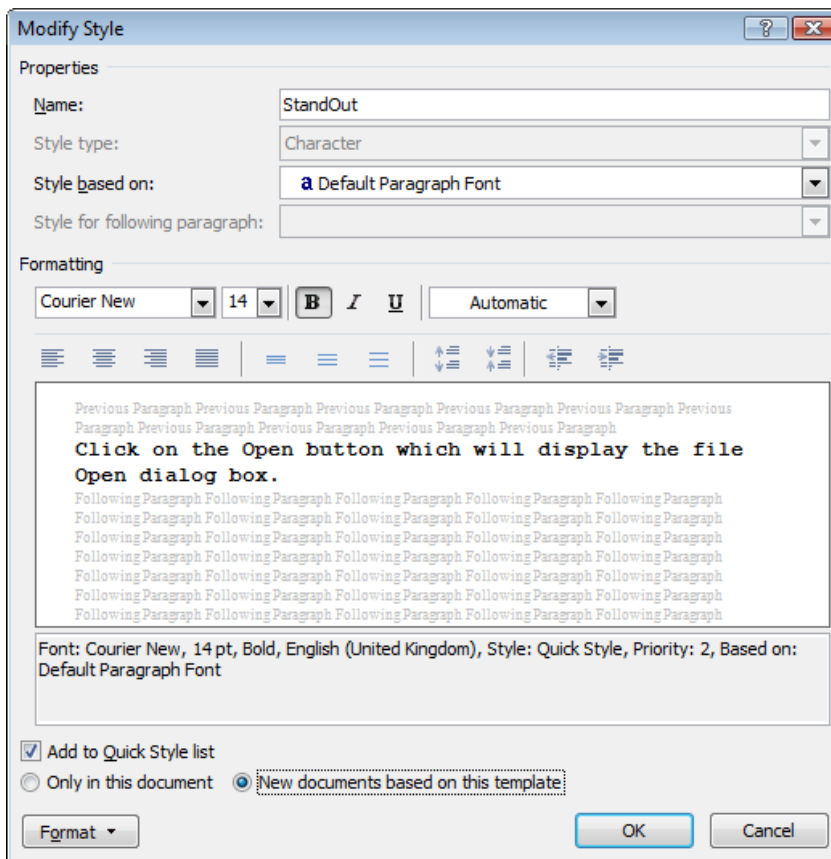 Modify Style
Properties
Name: StandOut
Style type: Character
Style based on: a Default Paragraph Font
Style for following paragraph:
Formatting
Courier New 14 B I U Automatic
Previous Paragraph Previous Paragraph Previous Paragraph Previous Paragraph Previous Paragraph Previous
Paragraph Previous Paragraph Previous Paragraph Previous Paragraph Previous Paragraph
Click on the Open button which will display the file
Open dialog box.
Following Paragraph Following Paragraph Following Paragraph Following Paragraph Following Paragraph
Following Paragraph Following Paragraph Following Paragraph Following Paragraph Following Paragraph
Following Paragraph Following Paragraph Following Paragraph Following Paragraph Following Paragraph
Following Paragraph Following Paragraph Following Paragraph Following Paragraph Following Paragraph
Following Paragraph Following Paragraph Following Paragraph Following Paragraph Following Paragraph
Following Paragraph Following Paragraph Following Paragraph Following Paragraph Following Paragraph
Following Paragraph Following Paragraph Following Paragraph Following Paragraph Following Paragraph
Font: Courier New, 14 pt, Bold, English (United Kingdom), Style: Quick Style, Priority: 2, Based on:
Default Paragraph Font
Add to Quick Style list
Only in this document New documents based on this template
Format OK Cancel